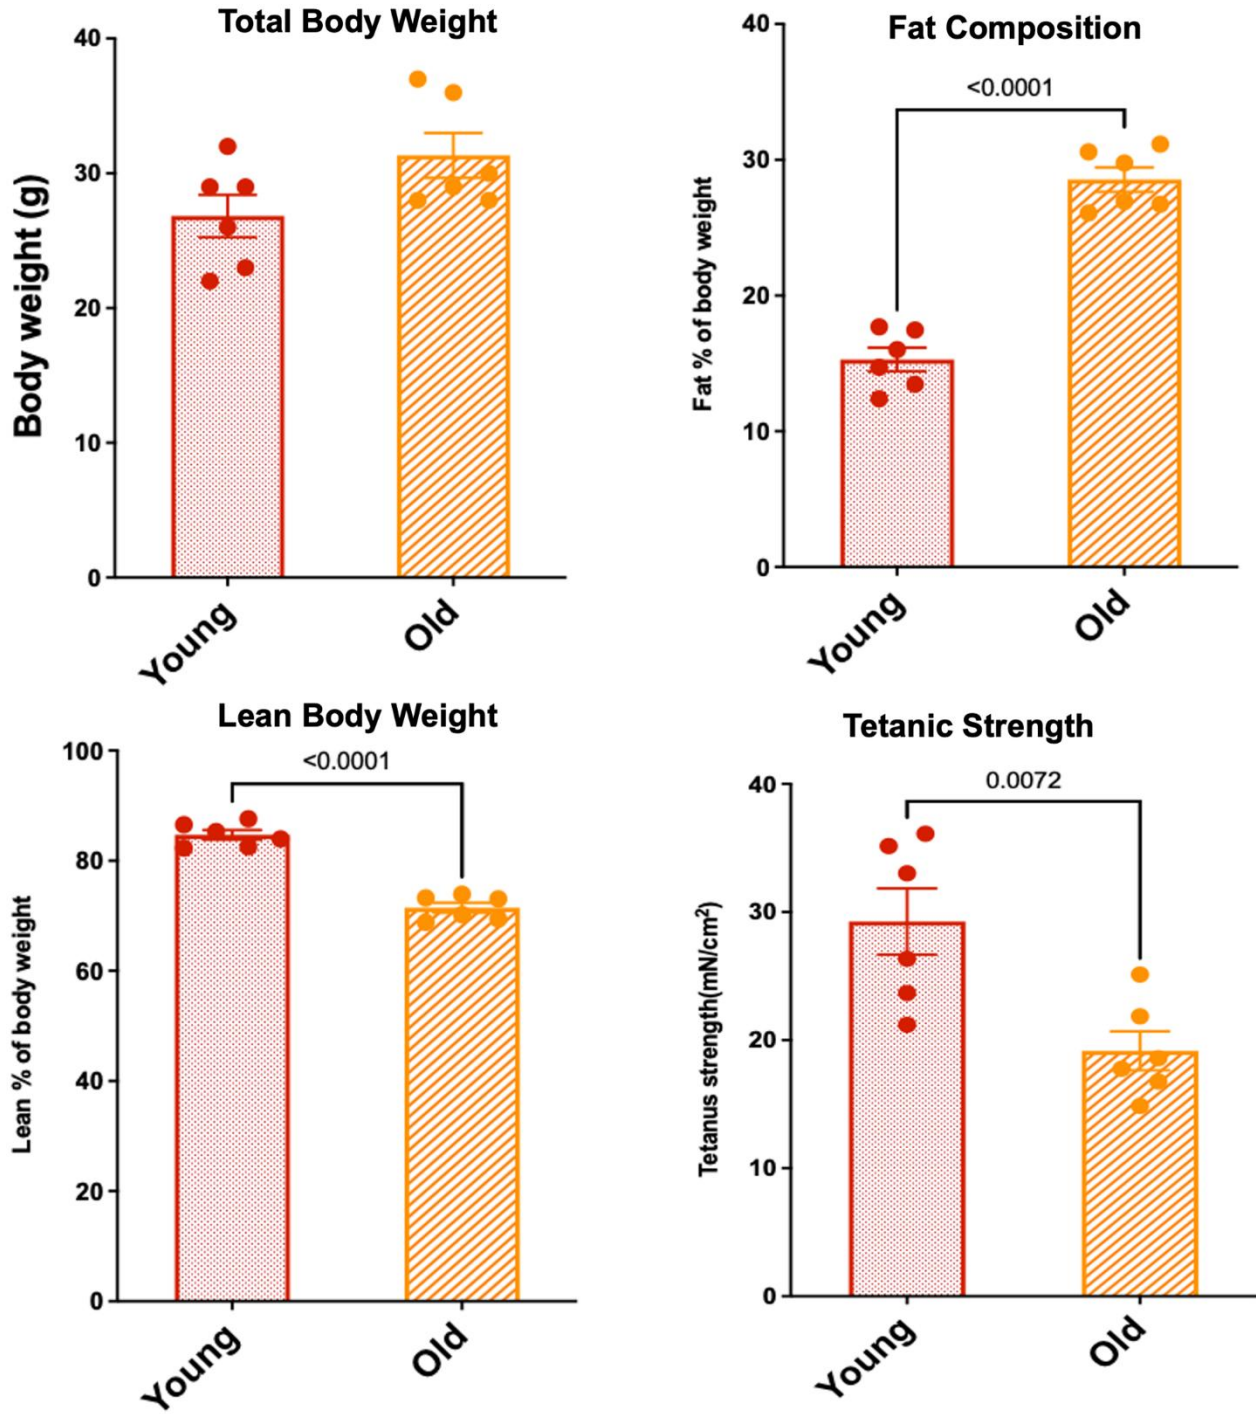 Total Body Weight
Body weight (g)
40
30
20
10
0
Young
Old
Fat Composition
<0.0001
Fat % of body weight
40
30
20
10
0
Young
Old
Lean Body Weight
<0.0001
Lean % of body weight
100
80
60
40
20
0
Young
Old
Tetanic Strength
0.0072
Tetanus strength(mN/cm²)
40
30
20
10
0
Young
Old